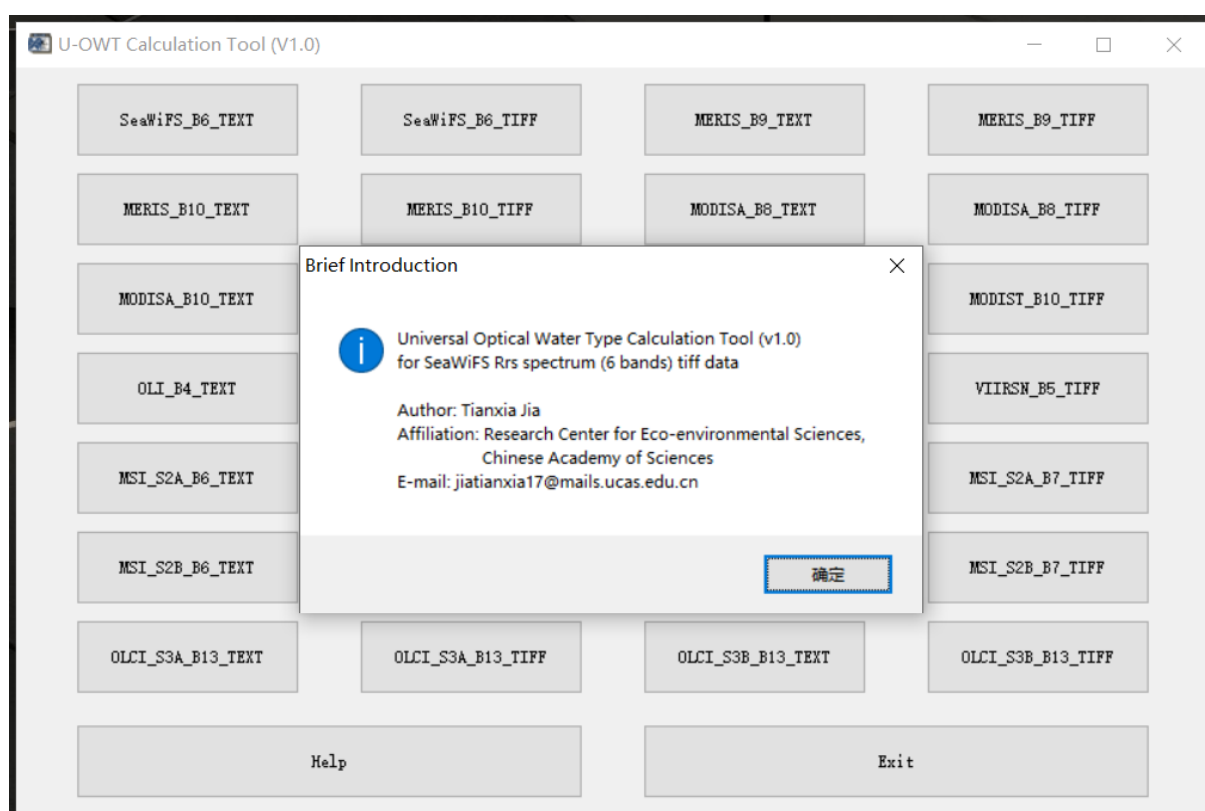 U-OWT Calculation Tool (V1.0)
SeaWiFS_B6_TEXT
SeaWiFS_B6_TIFF
MERIS_B9_TEXT
MERIS_B9_TIFF
MERIS_B10_TEXT
MERIS_B10_TIFF
MODISA_B8_TEXT
MODISA_B8_TIFF
Brief Introduction
Universal Optical Water Type Calculation Tool (v1.0)
for SeaWiFS Rrs spectrum (6 bands) tiff data
Author: Tianxia Jia
Affiliation: Research Center for Eco-environmental Sciences,
Chinese Academy of Sciences
E-mail: jiatianxia17@mails.ucas.edu.cn
确定
MODISA_B10_TEXT
MODIST_B10_TIFF
OLI_B4_TEXT
VIIRSN_B5_TIFF
MSI_S2A_B6_TEXT
MSI_S2A_B7_TIFF
MSI_S2B_B6_TEXT
MSI_S2B_B7_TIFF
OLCI_S3A_B13_TEXT
OLCI_S3A_B13_TIFF
OLCI_S3B_B13_TEXT
OLCI_S3B_B13_TIFF
Help
Exit